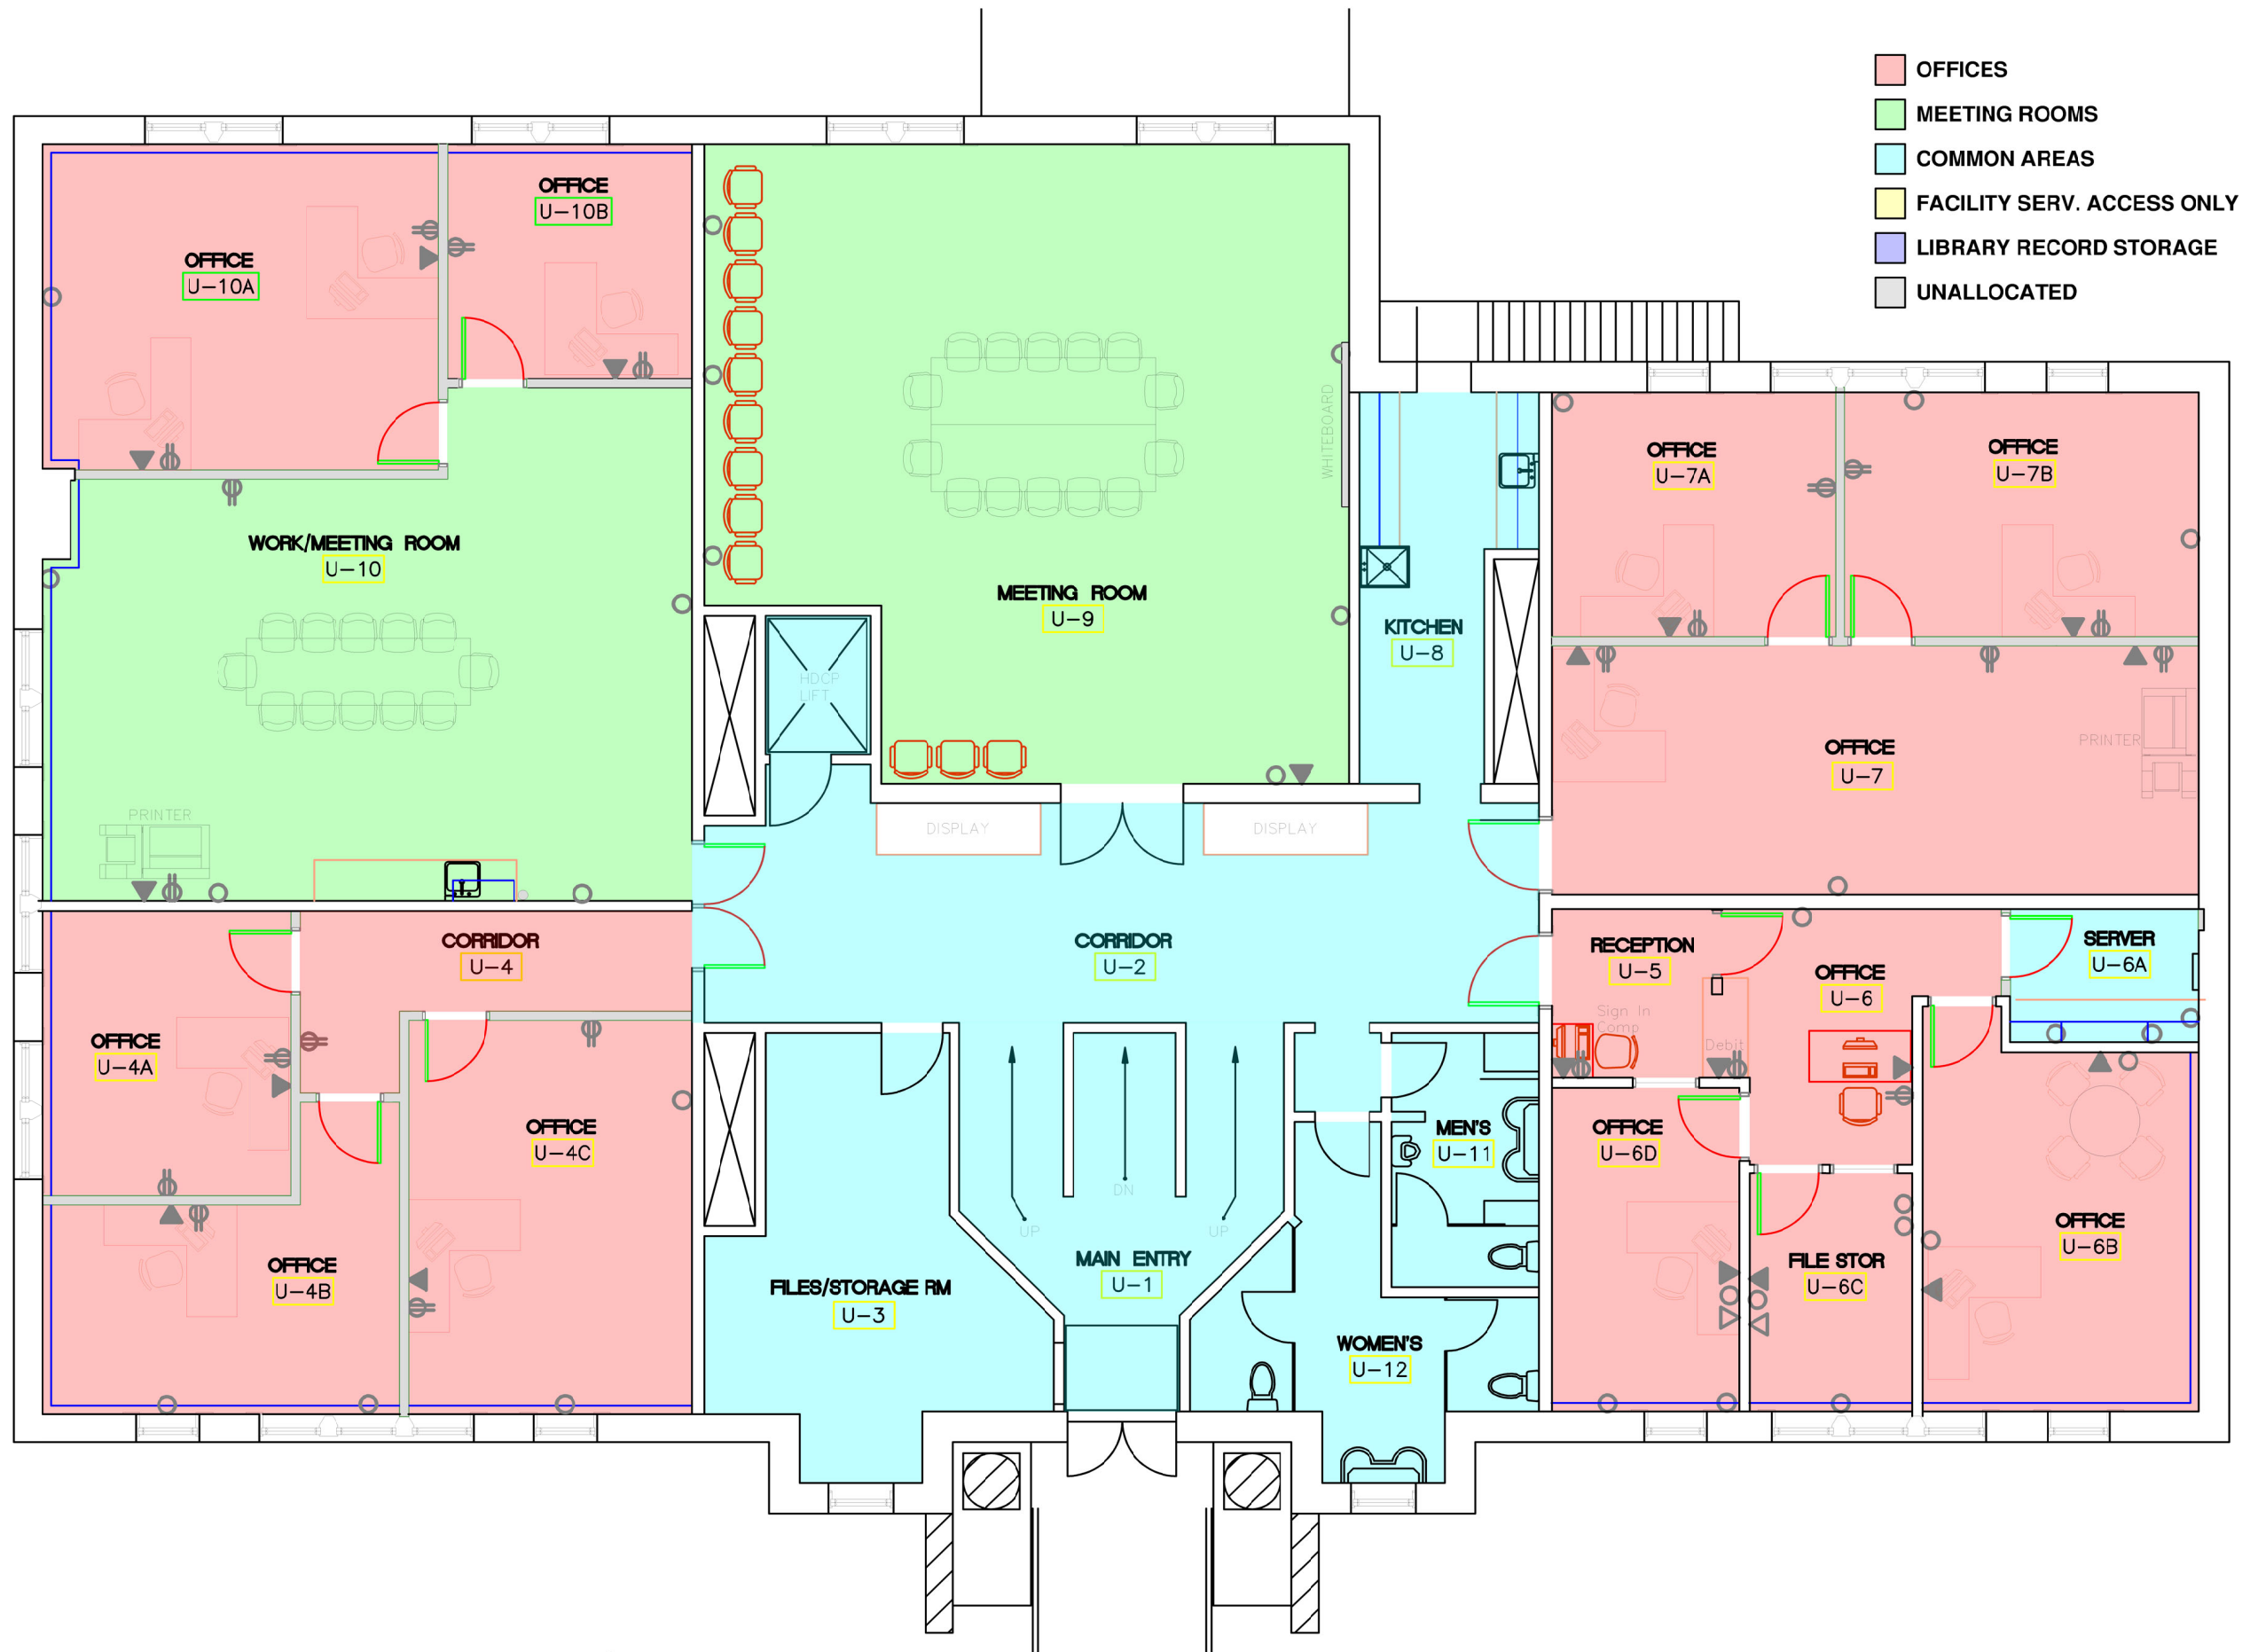 OFFICES
MEETING ROOMS
COMMON AREAS
FACILITY SERV. ACCESS ONLY
LIBRARY RECORD STORAGE
UNALLOCATED
OFFICE
U-10A
OFFICE
U-10B
WORK/MEETING ROOM
U-10
PRINTER
MEETING ROOM
U-9
WHITEBOARD
HDCP
LIFT
KITCHEN
U-8
OFFICE
U-7A
OFFICE
U-7B
OFFICE
U-7
PRINTER
DISPLAY
DISPLAY
CORRIDOR
U-4
CORRIDOR
U-2
RECEPTION
U-5
Sign In
Comp
Debit
OFFICE
U-6
SERVER
U-6A
OFFICE
U-4A
OFFICE
U-4B
OFFICE
U-4C
FILES/STORAGE RM
U-3
UP
DN
UP
MAIN ENTRY
U-1
MEN'S
U-11
WOMEN'S
U-12
OFFICE
U-6D
FILE STOR
U-6C
OFFICE
U-6B